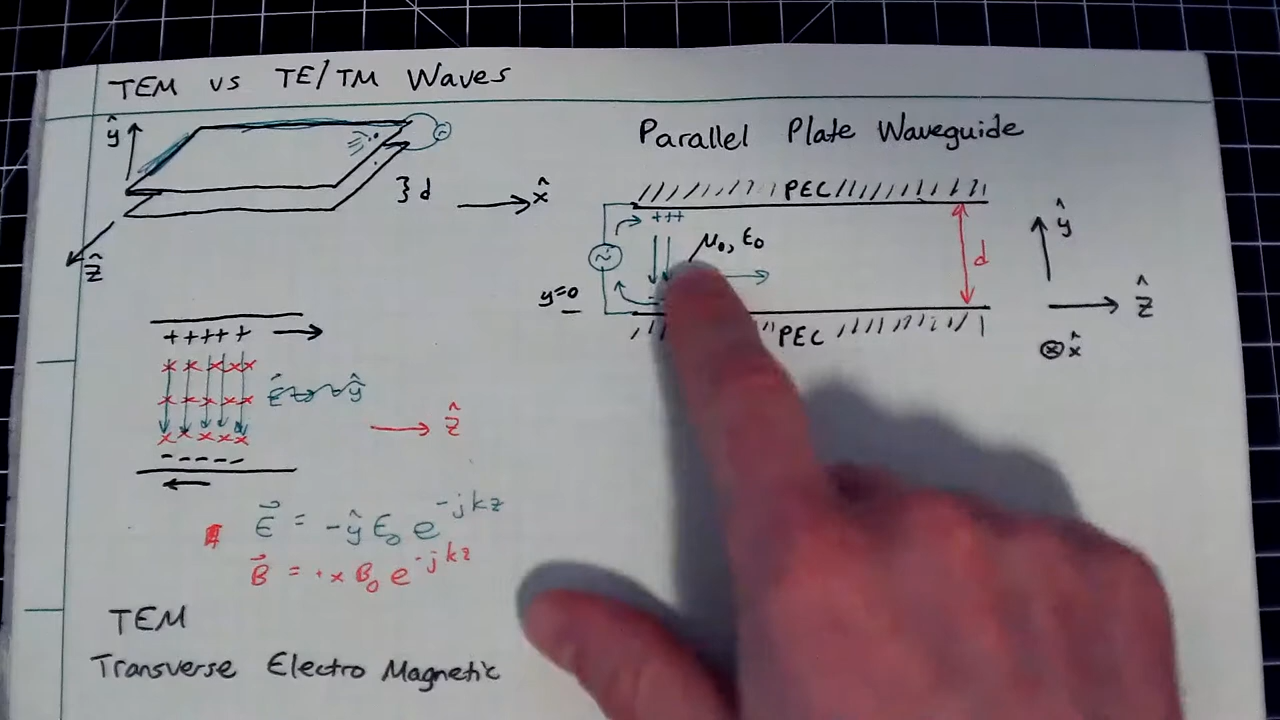 TEM vs TE/TM Waves
ŷ
} d
x̂
ẑ
Parallel Plate Waveguide
PEC
+++
μ₀, ε₀
d
ŷ
y=0
ẑ
PEC
x̂
+++++
ẑ
-----
E⃗ = -ŷ E₀ e^-jkz
B⃗ = +x B₀ e^-jkz
TEM
Transverse Electro Magnetic